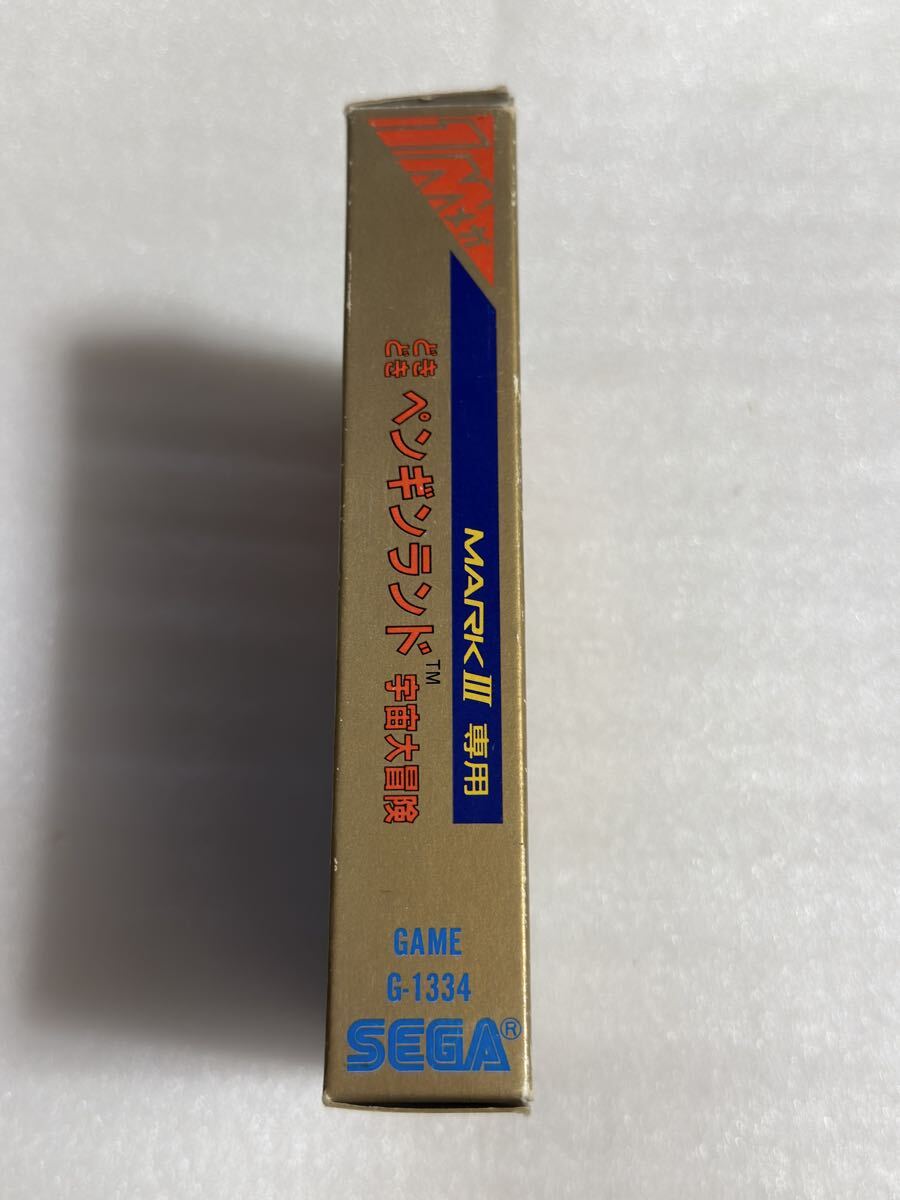 1M
どきどき ペンギンランド™ 宇宙大冒険
MARK III 専用
GAME
G-1334
SEGA®